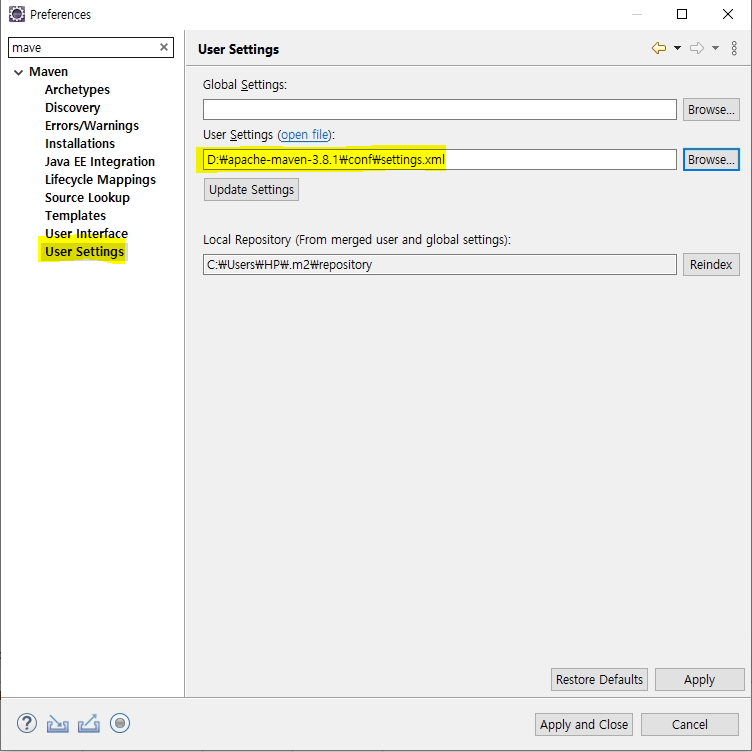 Preferences
mave
User Settings
Maven
Archetypes
Discovery
Errors/Warnings
Installations
Java EE Integration
Lifecycle Mappings
Source Lookup
Templates
User Interface
User Settings
Global Settings:
Browse...
User Settings (open file):
D:₩apache-maven-3.8.1₩conf₩settings.xml
Browse...
Update Settings
Local Repository (From merged user and global settings):
C:₩Users₩HP₩.m2₩repository
Reindex
Restore Defaults
Apply
Apply and Close
Cancel